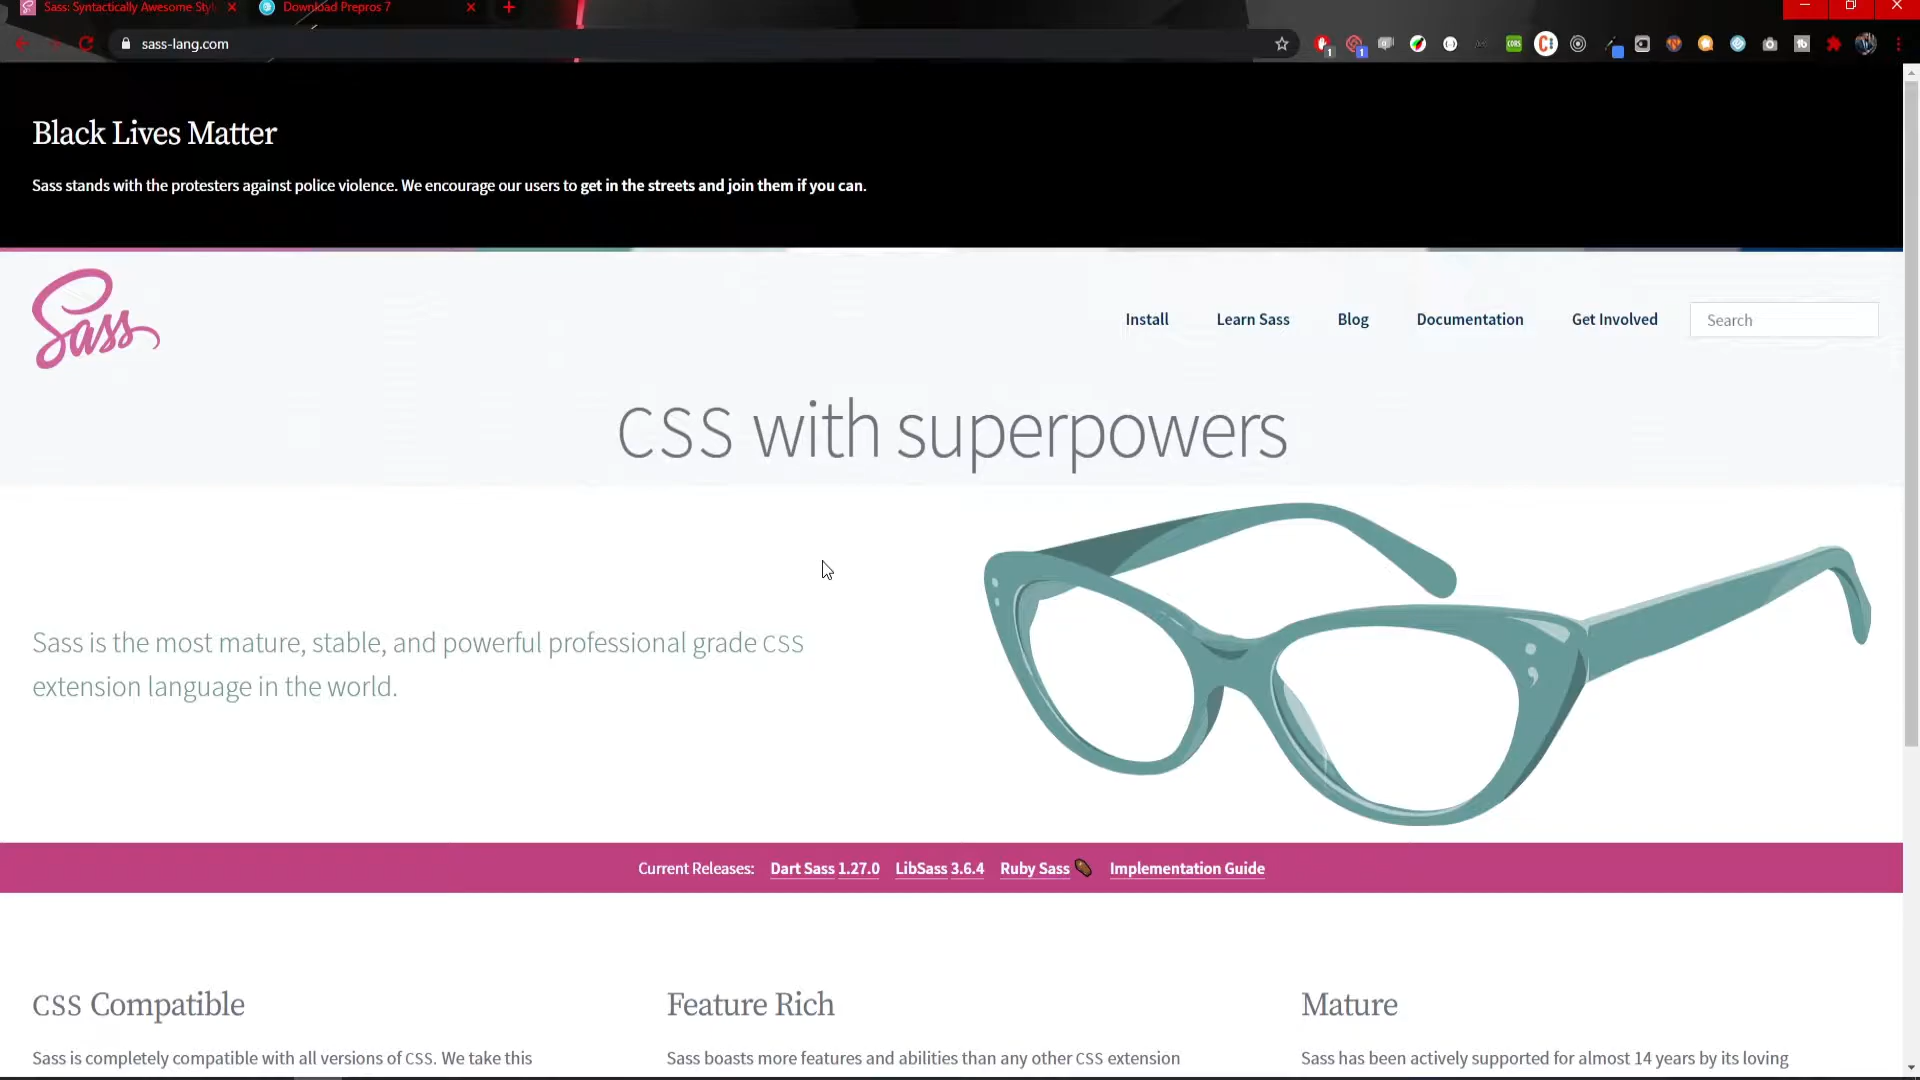 Sass: Syntactically Awesome Styl
Download Prepros 7
sass-lang.com
Black Lives Matter
Sass stands with the protesters against police violence. We encourage our users to get in the streets and join them if you can.
Sass
Install
Learn Sass
Blog
Documentation
Get Involved
Search
CSS with superpowers
Sass is the most mature, stable, and powerful professional grade CSS
extension language in the world.
Current Releases: Dart Sass 1.27.0 LibSass 3.6.4 Ruby Sass Implementation Guide
CSS Compatible
Sass is completely compatible with all versions of CSS. We take this
Feature Rich
Sass boasts more features and abilities than any other CSS extension
Mature
Sass has been actively supported for almost 14 years by its loving